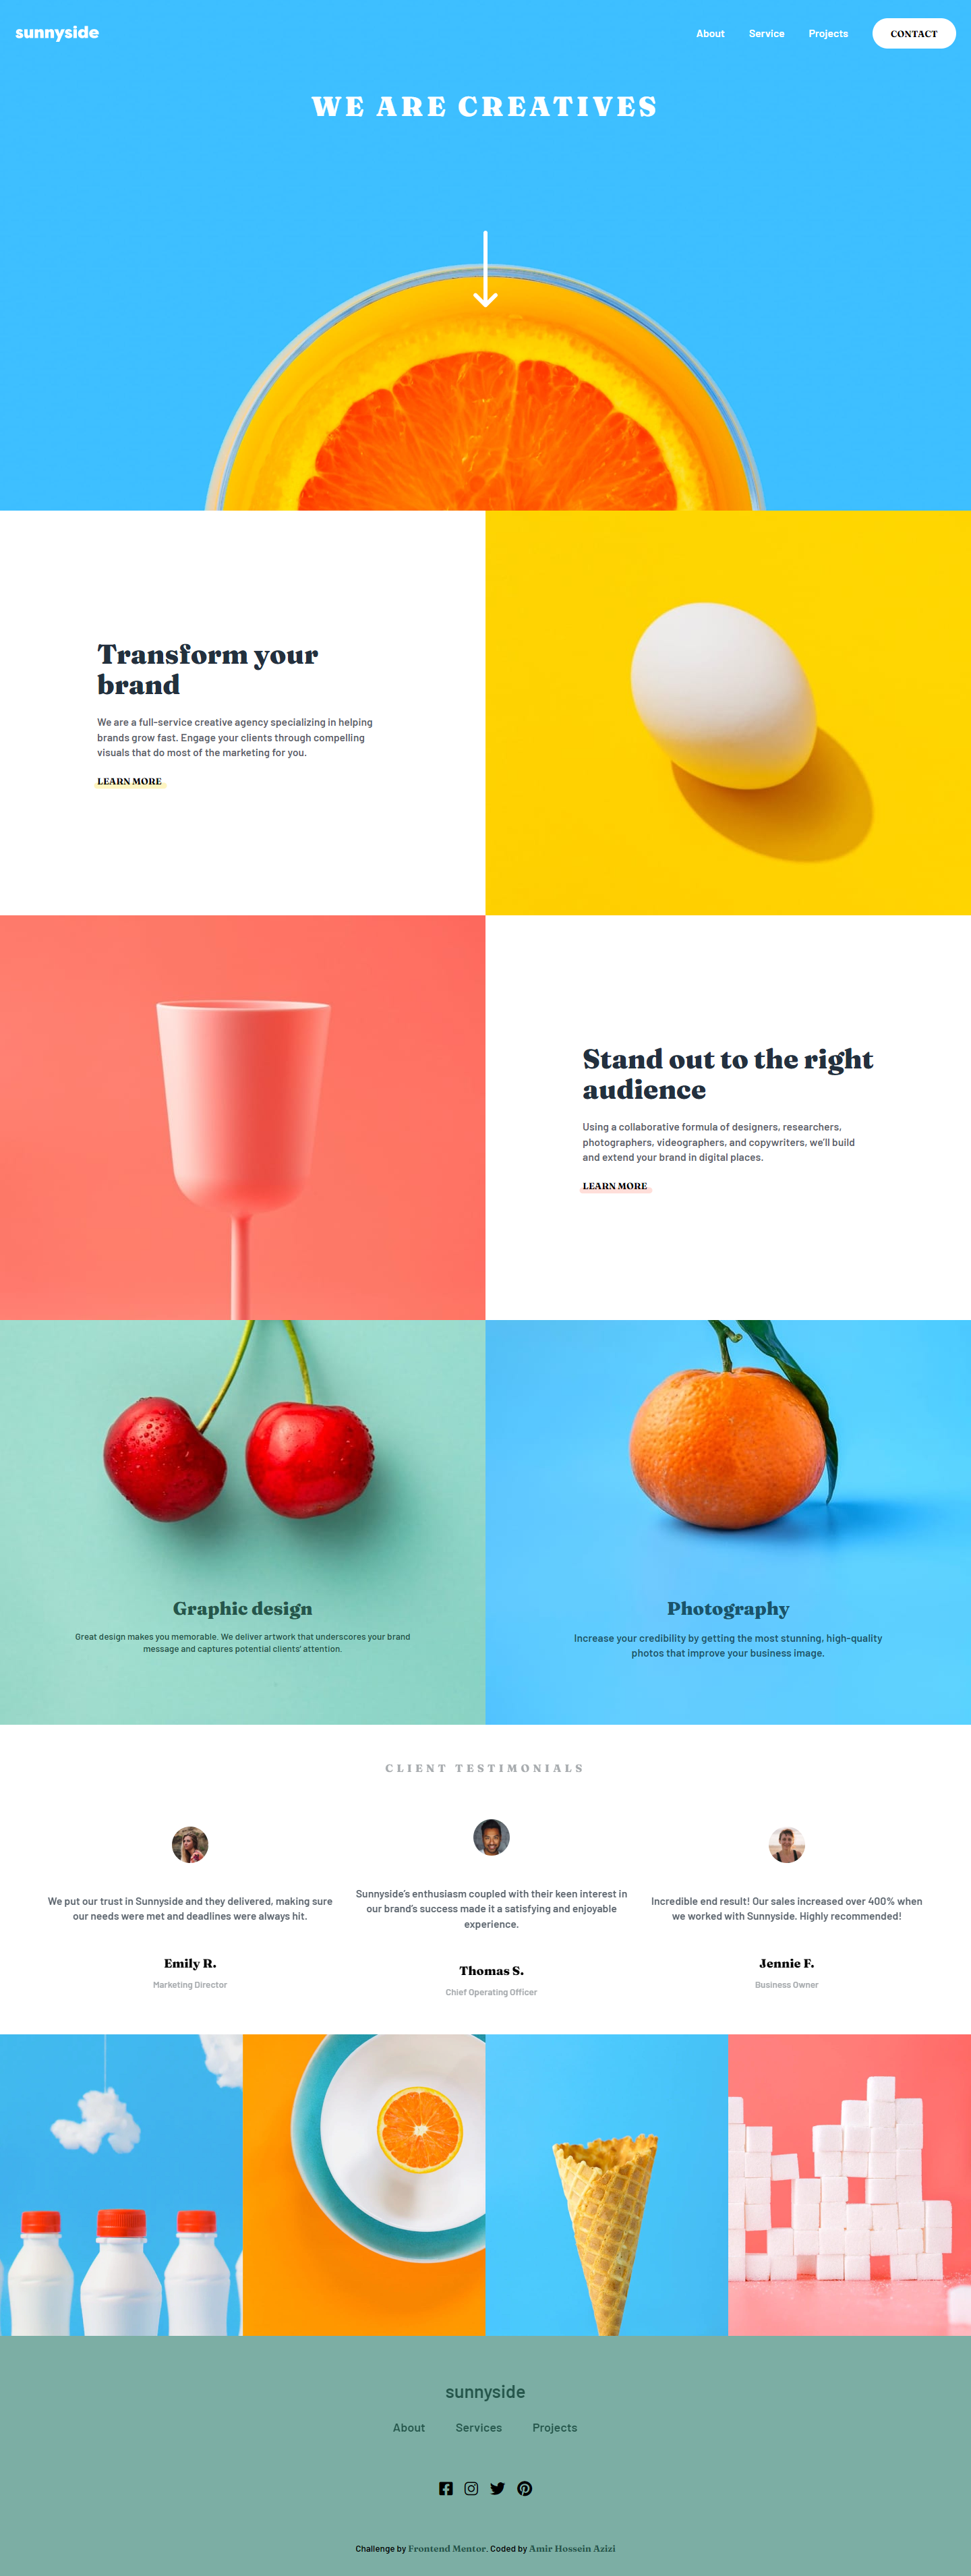 sunnyside
About Service Projects CONTACT
WE ARE CREATIVES
Transform your
brand
We are a full-service creative agency specializing in helping
brands grow fast. Engage your clients through compelling
visuals that do most of the marketing for you.
LEARN MORE
Stand out to the right
audience
Using a collaborative formula of designers, researchers,
photographers, videographers, and copywriters, we'll build
and extend your brand in digital places.
LEARN MORE
Graphic design
Great design makes you memorable. We deliver artwork that underscores your brand
message and captures potential clients' attention.
Photography
Increase your credibility by getting the most stunning, high-quality
photos that improve your business image.
CLIENT TESTIMONIALS
We put our trust in Sunnyside and they delivered, making sure
our needs were met and deadlines were always hit.
Emily R.
Marketing Director
Sunnyside's enthusiasm coupled with their keen interest in
our brand's success made it a satisfying and enjoyable
experience.
Thomas S.
Chief Operating Officer
Incredible end result! Our sales increased over 400% when
we worked with Sunnyside. Highly recommended!
Jennie F.
Business Owner
sunnyside
About Services Projects
Challenge by Frontend Mentor. Coded by Amir Hossein Azizi